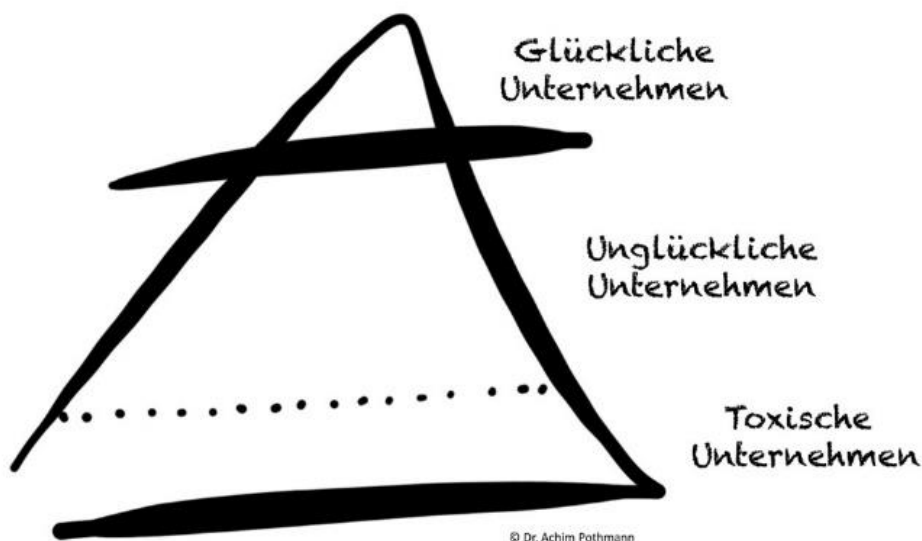 Glückliche
Unternehmen
Unglückliche
Unternehmen
Toxische
Unternehmen
© Dr. Achim Pothmann